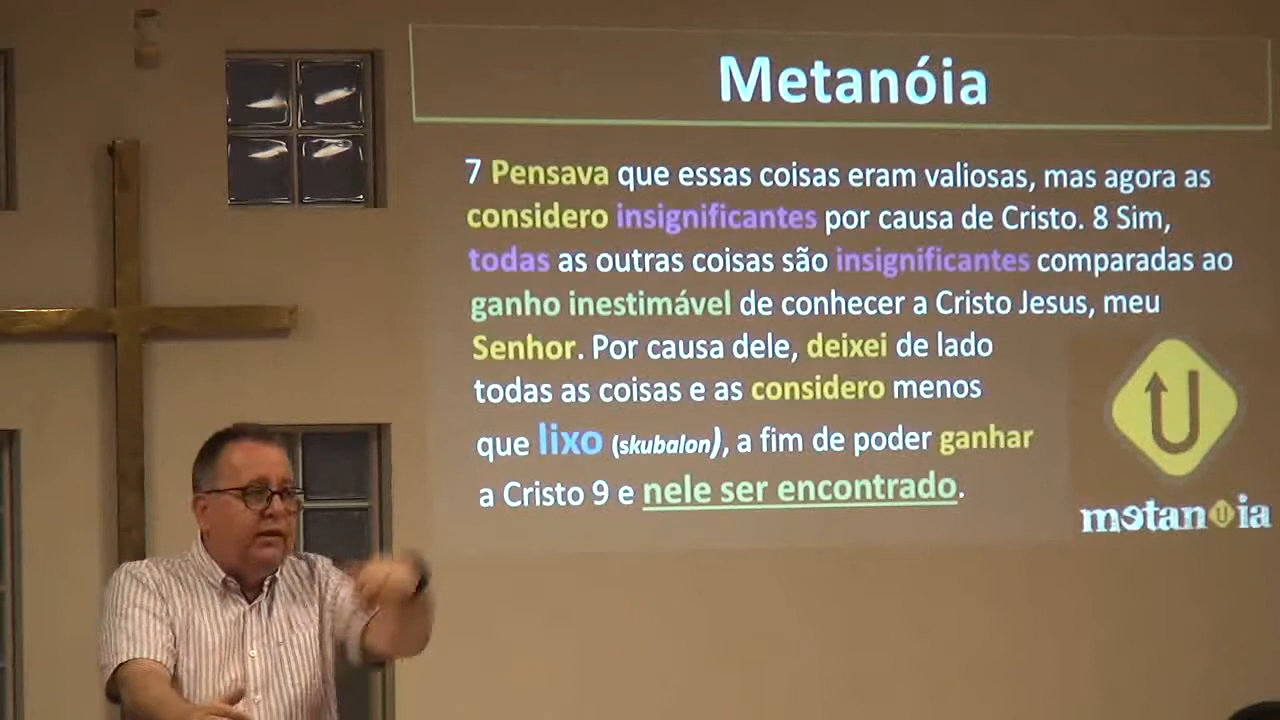 Metanóia
7 Pensava que essas coisas eram valiosas, mas agora as
considero insignificantes por causa de Cristo. 8 Sim,
todas as outras coisas são insignificantes comparadas ao
ganho inestimável de conhecer a Cristo Jesus, meu
Senhor. Por causa dele, deixei de lado
todas as coisas e as considero menos
que lixo (skubalon), a fim de poder ganhar
a Cristo 9 e nele ser encontrado.
metanoia